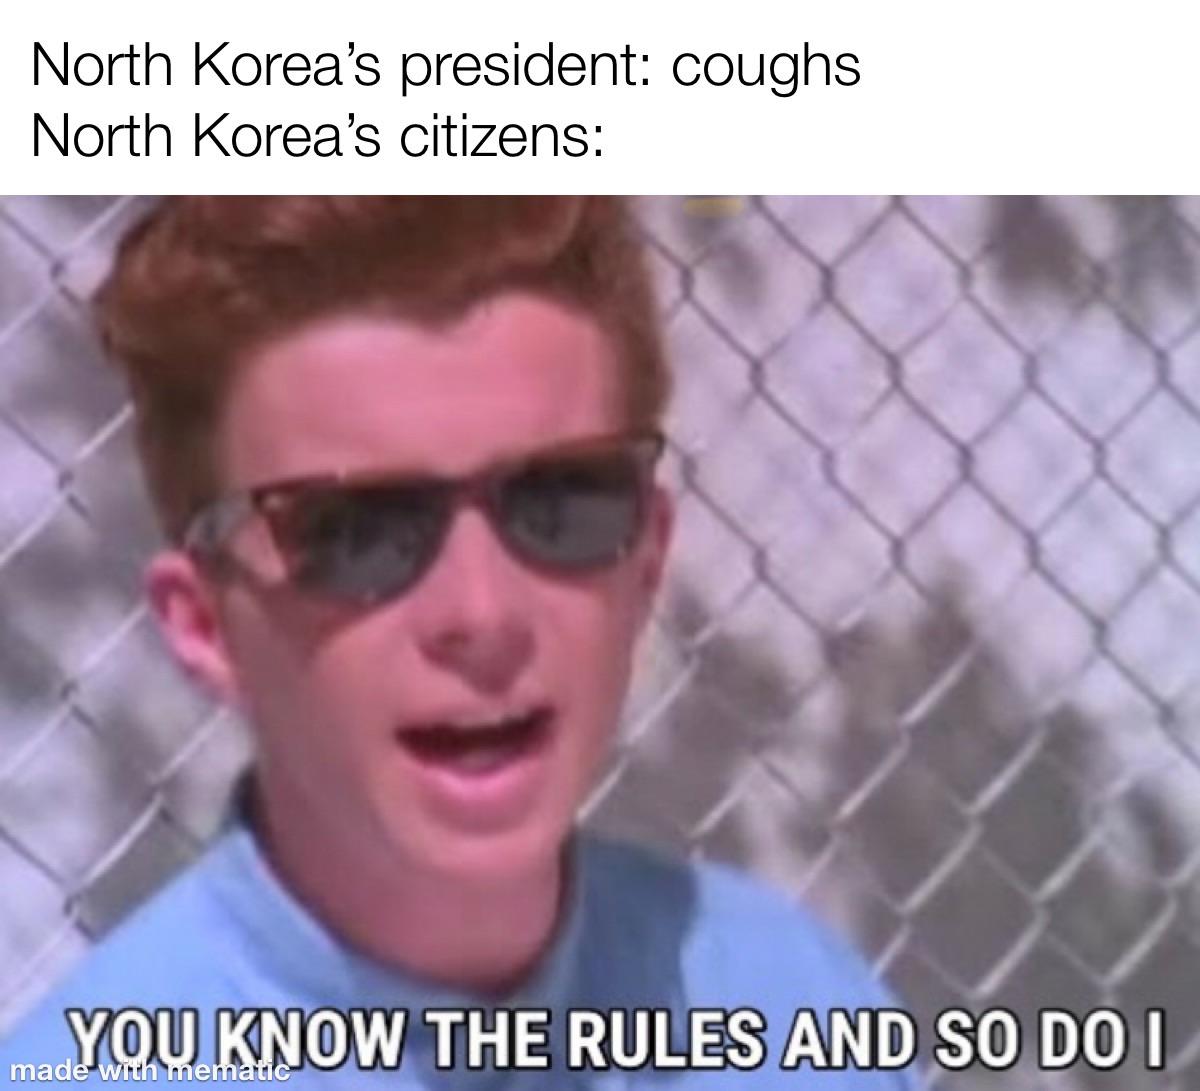 North Korea’s president: coughs
North Korea’s citizens:
YOU KNOW THE RULES AND SO DO I
made with mematic